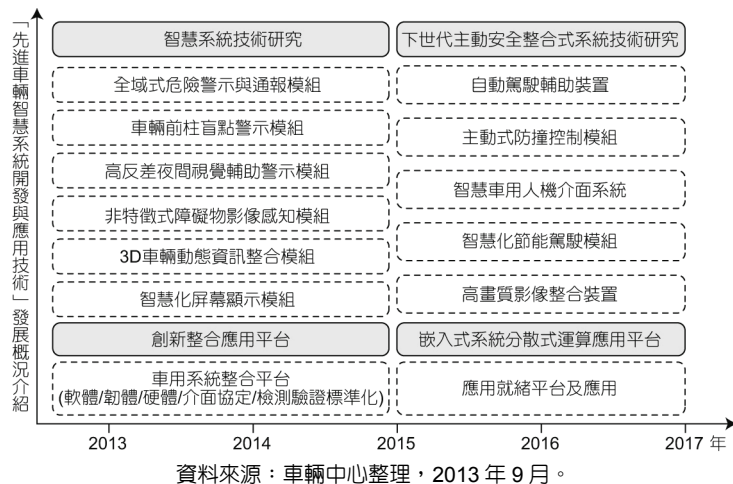 「先進車輛智慧系統開發與應用技術」發展概況介紹
智慧系統技術研究
全域式危險警示與通報模組
車輛前柱盲點警示模組
高反差夜間視覺輔助警示模組
非特徵式障礙物影像感知模組
3D車輛動態資訊整合模組
智慧化屏幕顯示模組
創新整合應用平台
車用系統整合平台
(軟體/韌體/硬體/介面協定/檢測驗證標準化)
下世代主動安全整合式系統技術研究
自動駕駛輔助裝置
主動式防撞控制模組
智慧車用人機介面系統
智慧化節能駕駛模組
高畫質影像整合裝置
嵌入式系統分散式運算應用平台
應用就緒平台及應用
2013 2014 2015 2016 2017 年
資料來源：車輛中心整理，2013 年 9 月。